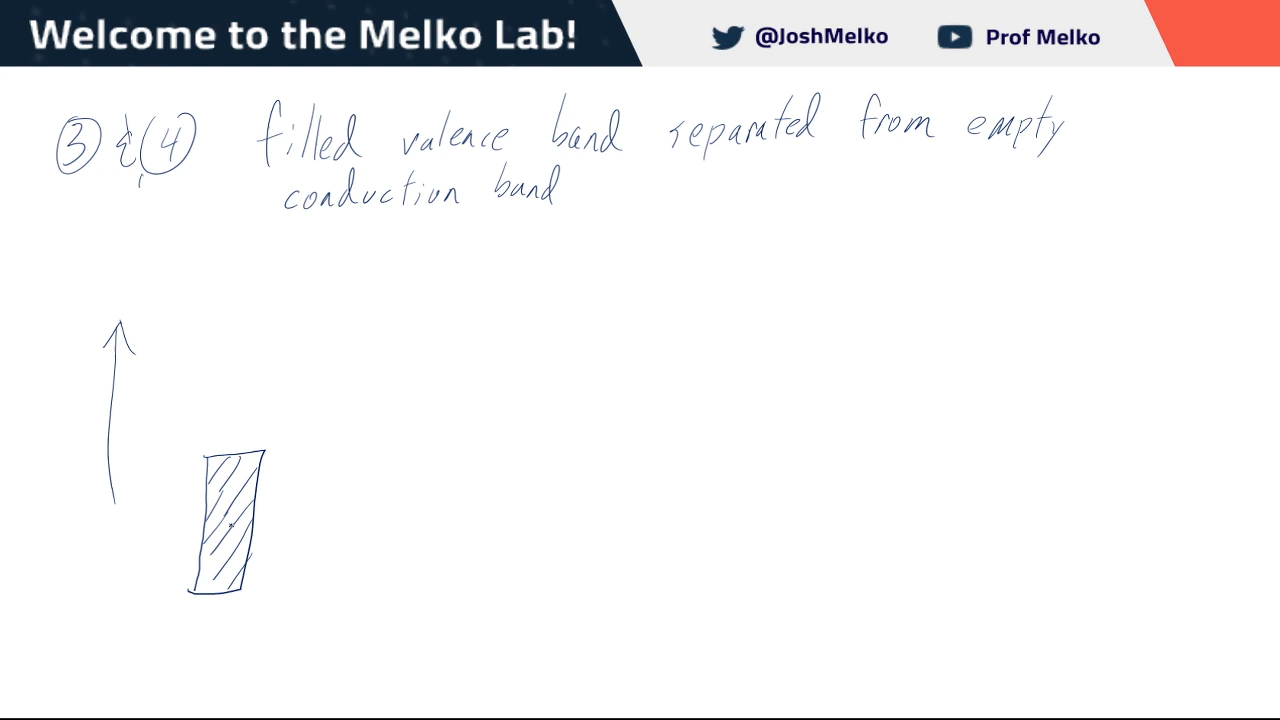 Welcome to the Melko Lab!
@JoshMelko
Prof Melko
③ & ④ filled valence band separated from empty
conduction band